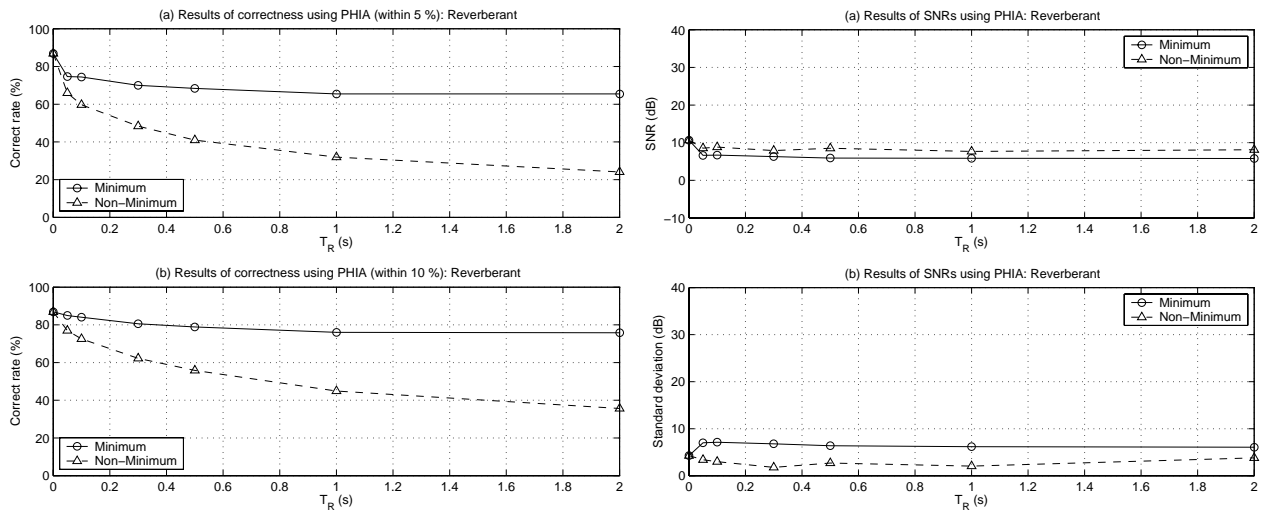 (a) Results of correctness using PHIA (within 5 %): Reverberant
100
80
60
40
20
0
Correct rate (%)
Minimum
Non−Minimum
0 0.2 0.4 0.6 0.8 1 1.2 1.4 1.6 1.8 2
T_R (s)
(b) Results of correctness using PHIA (within 10 %): Reverberant
100
80
60
40
20
0
Correct rate (%)
Minimum
Non−Minimum
0 0.2 0.4 0.6 0.8 1 1.2 1.4 1.6 1.8 2
T_R (s)
(a) Results of SNRs using PHIA: Reverberant
40
30
20
10
0
−10
SNR (dB)
Minimum
Non−Minimum
0 0.2 0.4 0.6 0.8 1 1.2 1.4 1.6 1.8 2
T_R (s)
(b) Results of SNRs using PHIA: Reverberant
40
30
20
10
0
Standard deviation (dB)
Minimum
Non−Minimum
0 0.2 0.4 0.6 0.8 1 1.2 1.4 1.6 1.8 2
T_R (s)